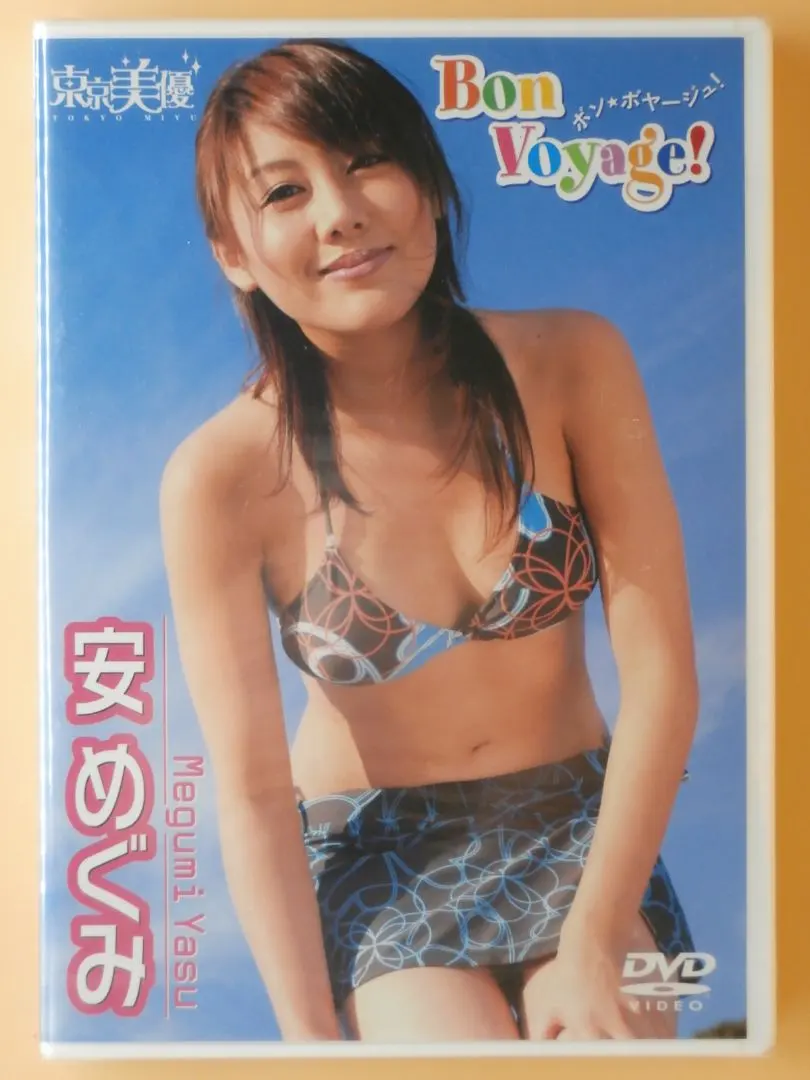 東京美優
TOKYO MIYU
Bon
Voyage!
ボン★ボヤージュ!
安 めぐみ
Megumi Yasu
DVD
VIDEO